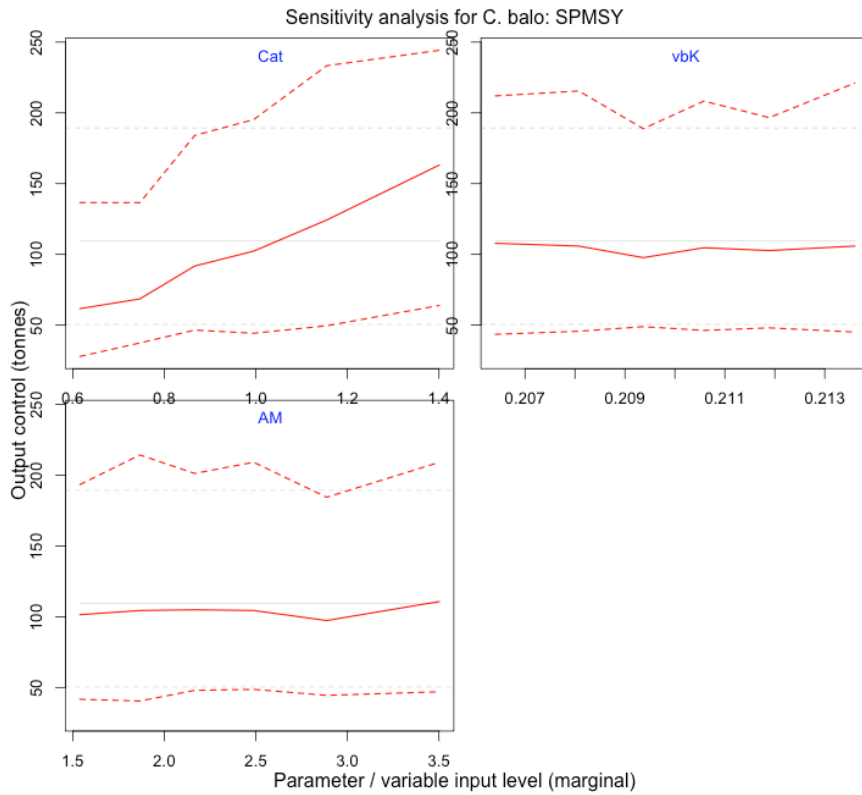 Sensitivity analysis for C. balo: SPMSY
Cat
50 100 150 200 250
0.6 0.8 1.0 1.2 1.4
vbK
50 100 150 200 250
0.207 0.209 0.211 0.213
AM
50 100 150 200 250
1.5 2.0 2.5 3.0 3.5
Output control (tonnes)
Parameter / variable input level (marginal)